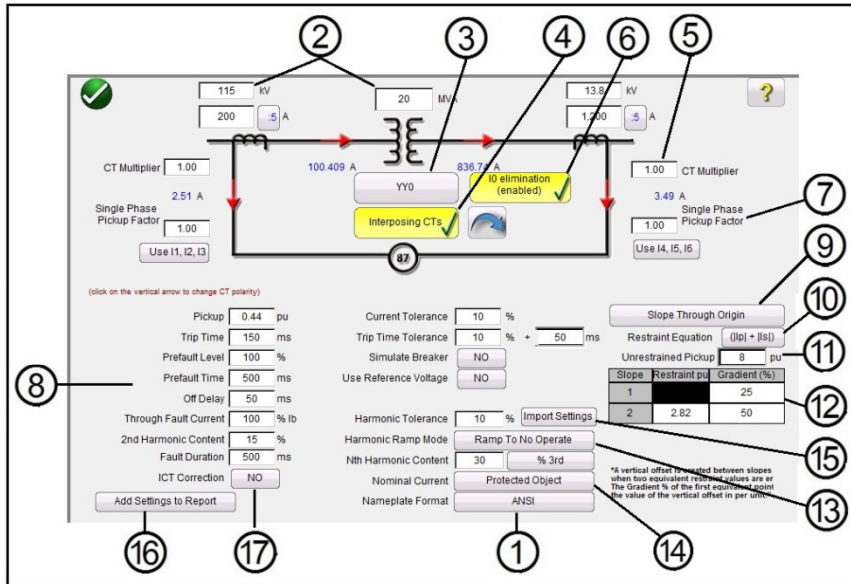 2
3
4
6
5
115 kV
20 MVA
13.8 kV
?
200 :5 A
1,200 :5 A
CT Multiplier 1.00
100.409 A
836.74 A
1.00 CT Multiplier
YY0
I0 elimination
(enabled)
2.51 A
3.49 A
Single Phase
Pickup Factor
1.00
Interposing CTs
1.00
Single Phase
Pickup Factor
7
Use I1, I2, I3
Use I4, I5, I6
87
9
(click on the vertical arrow to change CT polarity)
Pickup 0.44 pu
Current Tolerance 10 %
Slope Through Origin
10
Trip Time 150 ms
Trip Time Tolerance 10 % + 50 ms
Restraint Equation (|Ip| + |Is|)
Prefault Level 100 %
Simulate Breaker NO
Unrestrained Pickup 8 pu
11
8
Prefault Time 500 ms
Use Reference Voltage NO
Slope Restraint pu Gradient (%)
Off Delay 50 ms
1 25
12
Through Fault Current 100 % Ib
Harmonic Tolerance 10 % Import Settings
2 2.82 50
2nd Harmonic Content 15 %
Harmonic Ramp Mode Ramp To No Operate
15
Fault Duration 500 ms
Nth Harmonic Content 30 % 3rd
*A vertical offset is created between slopes
when two equivalent restraint values are er
The Gradient % of the first equivalent point
the value of the vertical offset in per unit.
ICT Correction NO
Nominal Current Protected Object
13
Add Settings to Report
Nameplate Format ANSI
16
17
1
14